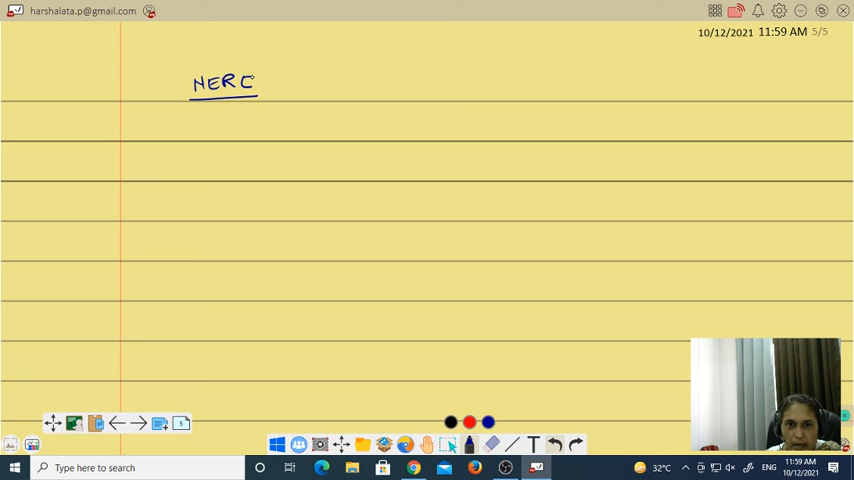 harshalata.p@gmail.com
10/12/2021 11:59 AM 5/5
NERC
5
T
Type here to search
32°C
ENG
11:59 AM
10/12/2021